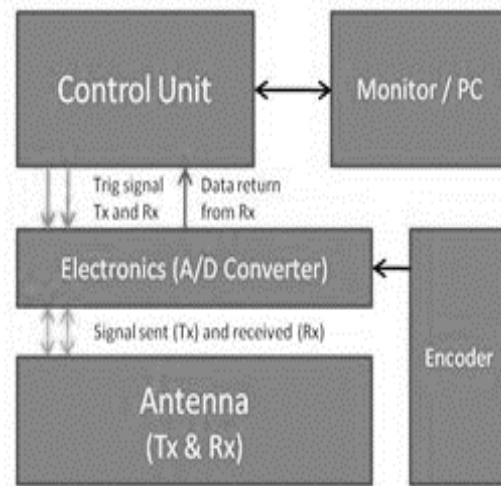 Control Unit
Monitor / PC
Trig signal
Tx and Rx
Data return
from Rx
Electronics (A/D Converter)
Signal sent (Tx) and received (Rx)
Encoder
Antenna
(Tx & Rx)